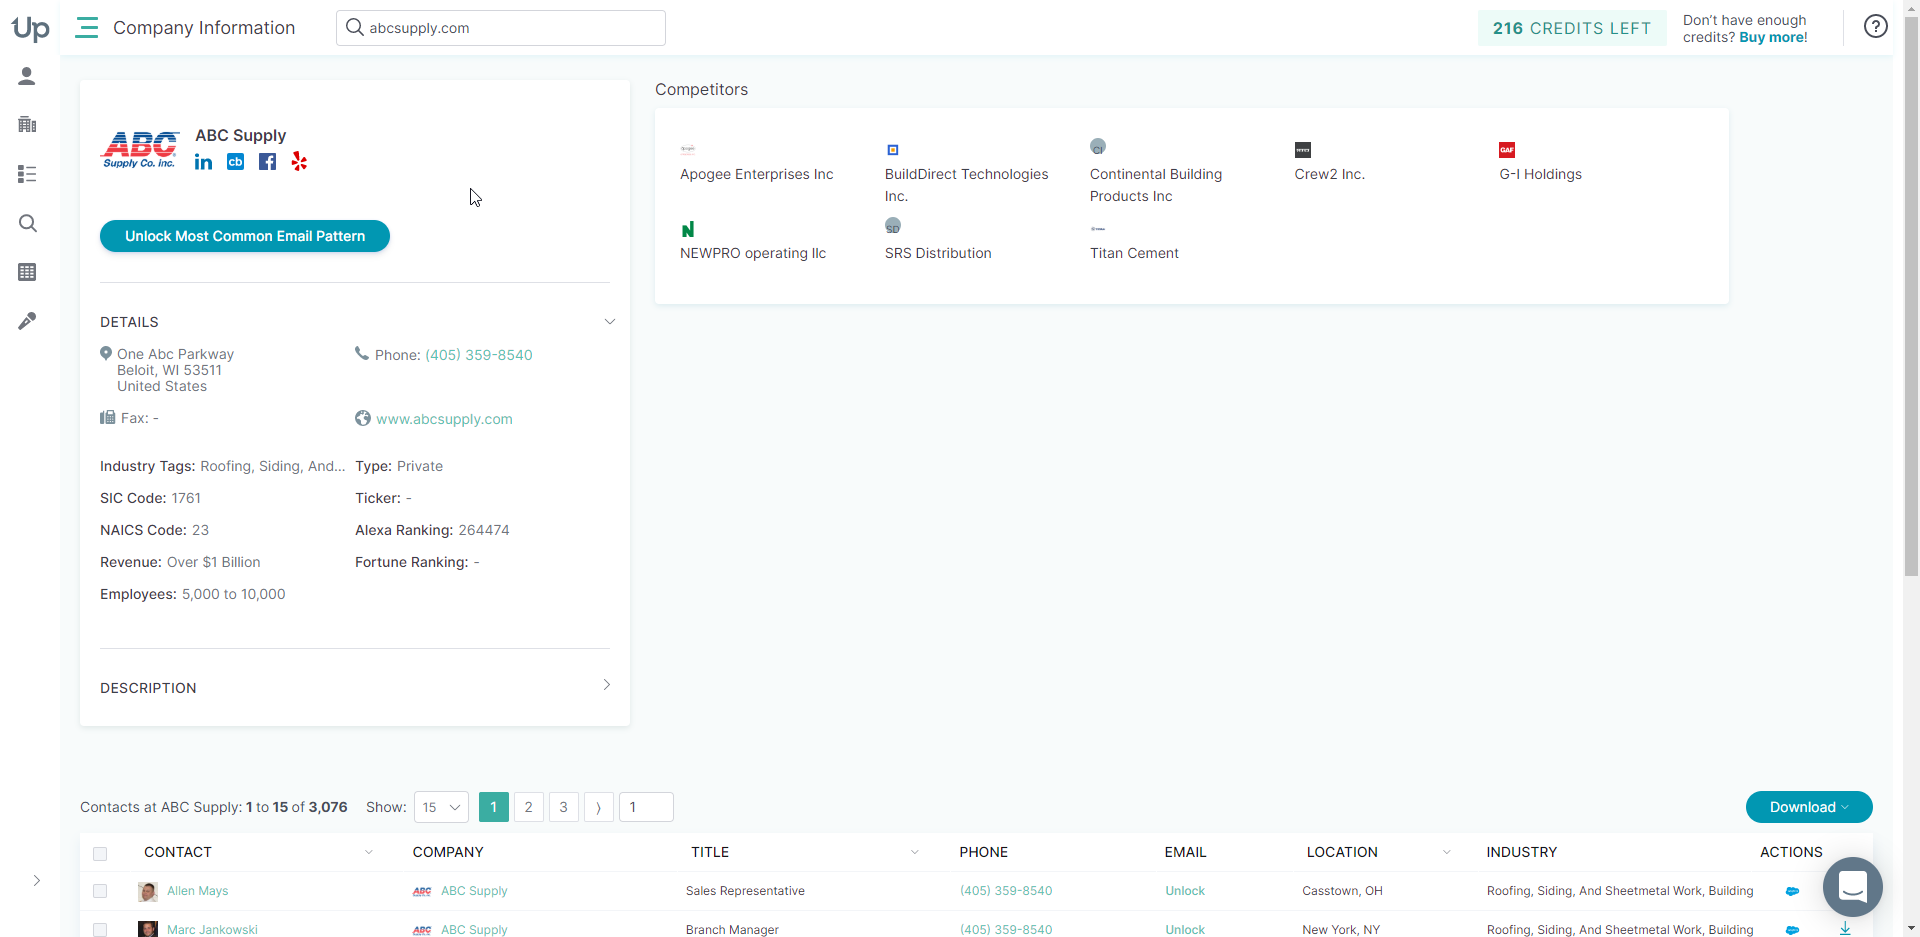 Up
Company Information
abcsupply.com
216 CREDITS LEFT
Don't have enough
credits? Buy more!
ABC
Supply Co. inc.
ABC Supply
in
cb
Unlock Most Common Email Pattern
DETAILS
One Abc Parkway
Beloit, WI 53511
United States
Phone: (405) 359-8540
Fax: -
www.abcsupply.com
Industry Tags: Roofing, Siding, And...
Type: Private
SIC Code: 1761
Ticker: -
NAICS Code: 23
Alexa Ranking: 264474
Revenue: Over $1 Billion
Fortune Ranking: -
Employees: 5,000 to 10,000
DESCRIPTION
Competitors
Apogee Enterprises Inc
BuildDirect Technologies
Inc.
CI
Continental Building
Products Inc
Crew2 Inc.
GAF
G-I Holdings
N
NEWPRO operating llc
SD
SRS Distribution
Titan Cement
Contacts at ABC Supply: 1 to 15 of 3,076
Show: 15
1 2 3 ⟩ 1
Download
CONTACT COMPANY TITLE PHONE EMAIL LOCATION INDUSTRY ACTIONS
Allen Mays ABC ABC Supply Sales Representative (405) 359-8540 Unlock Casstown, OH Roofing, Siding, And Sheetmetal Work, Building
Marc Jankowski ABC ABC Supply Branch Manager (405) 359-8540 Unlock New York, NY Roofing, Siding, And Sheetmetal Work, Building